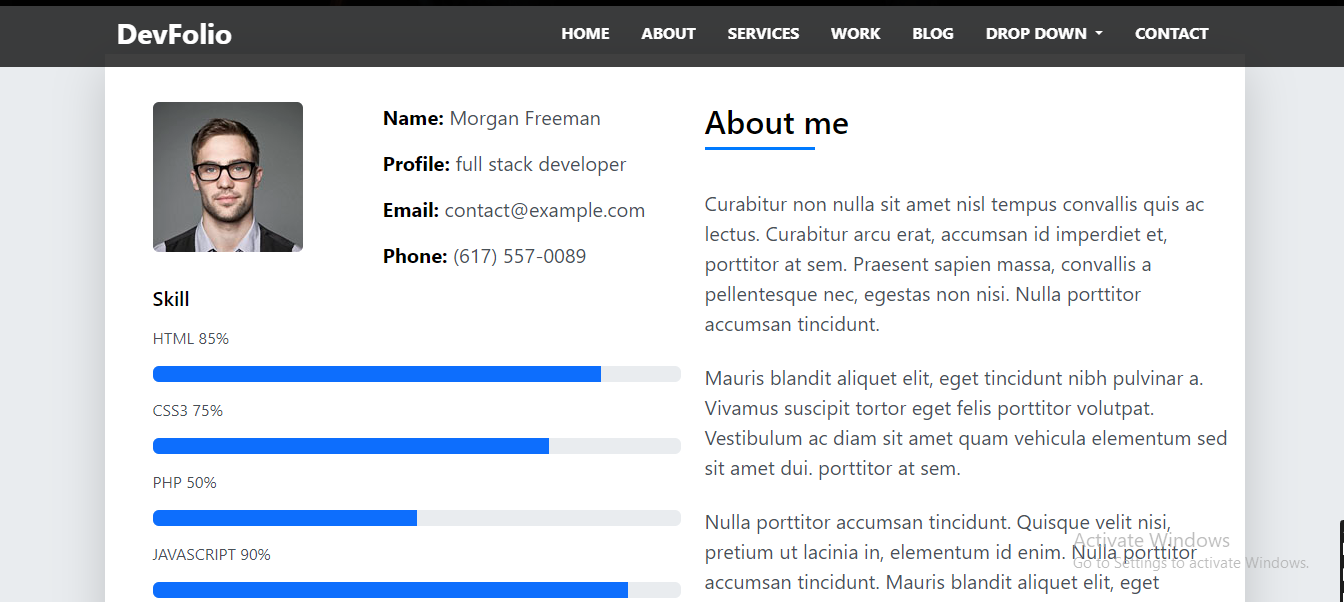 DevFolio
HOME ABOUT SERVICES WORK BLOG DROP DOWN CONTACT
Name: Morgan Freeman
Profile: full stack developer
Email: contact@example.com
Phone: (617) 557-0089
Skill
HTML 85%
CSS3 75%
PHP 50%
JAVASCRIPT 90%
About me
Curabitur non nulla sit amet nisl tempus convallis quis ac
lectus. Curabitur arcu erat, accumsan id imperdiet et,
porttitor at sem. Praesent sapien massa, convallis a
pellentesque nec, egestas non nisi. Nulla porttitor
accumsan tincidunt.
Mauris blandit aliquet elit, eget tincidunt nibh pulvinar a.
Vivamus suscipit tortor eget felis porttitor volutpat.
Vestibulum ac diam sit amet quam vehicula elementum sed
sit amet dui. porttitor at sem.
Nulla porttitor accumsan tincidunt. Quisque velit nisi,
pretium ut lacinia in, elementum id enim. Nulla porttitor
accumsan tincidunt. Mauris blandit aliquet elit, eget
Activate Windows
Go to Settings to activate Windows.